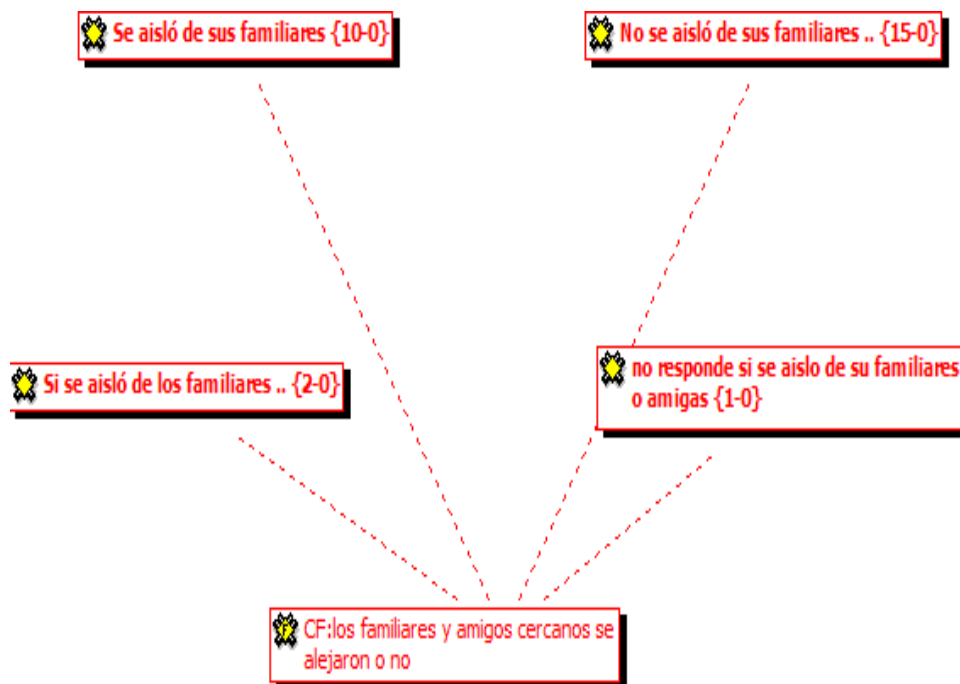 Se aisló de sus familiares {10-0}
No se aisló de sus familiares .. {15-0}
Si se aisló de los familiares .. {2-0}
no responde si se aislo de su familiares
o amigas {1-0}
CF:los familiares y amigos cercanos se
alejaron o no